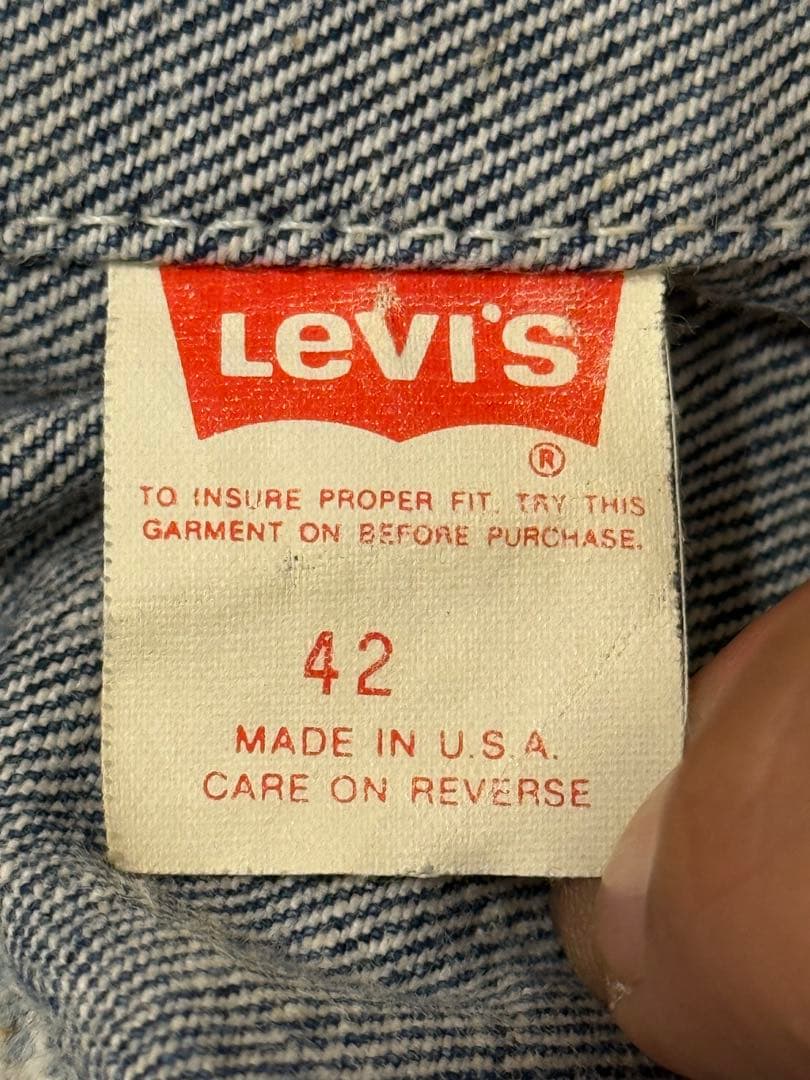 LEVI'S
®
TO INSURE PROPER FIT. TRY THIS
GARMENT ON BEFORE PURCHASE.
42
MADE IN U.S.A.
CARE ON REVERSE